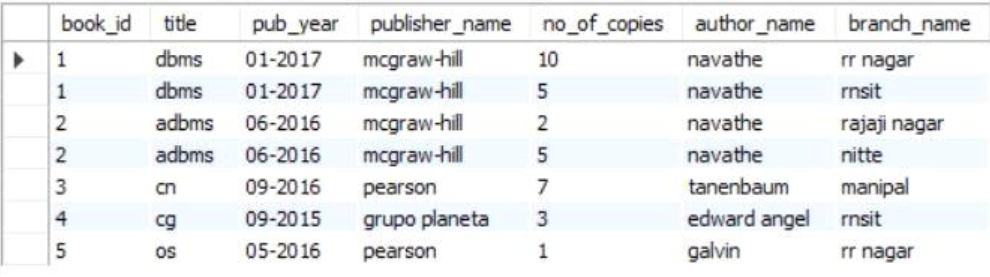 book_id title pub_year publisher_name no_of_copies author_name branch_name
1 dbms 01-2017 mcgraw-hill 10 navathe rr nagar
1 dbms 01-2017 mcgraw-hill 5 navathe rnsit
2 adbms 06-2016 mcgraw-hill 2 navathe rajaji nagar
2 adbms 06-2016 mcgraw-hill 5 navathe nitte
3 cn 09-2016 pearson 7 tanenbaum manipal
4 cg 09-2015 grupo planeta 3 edward angel rnsit
5 os 05-2016 pearson 1 galvin rr nagar